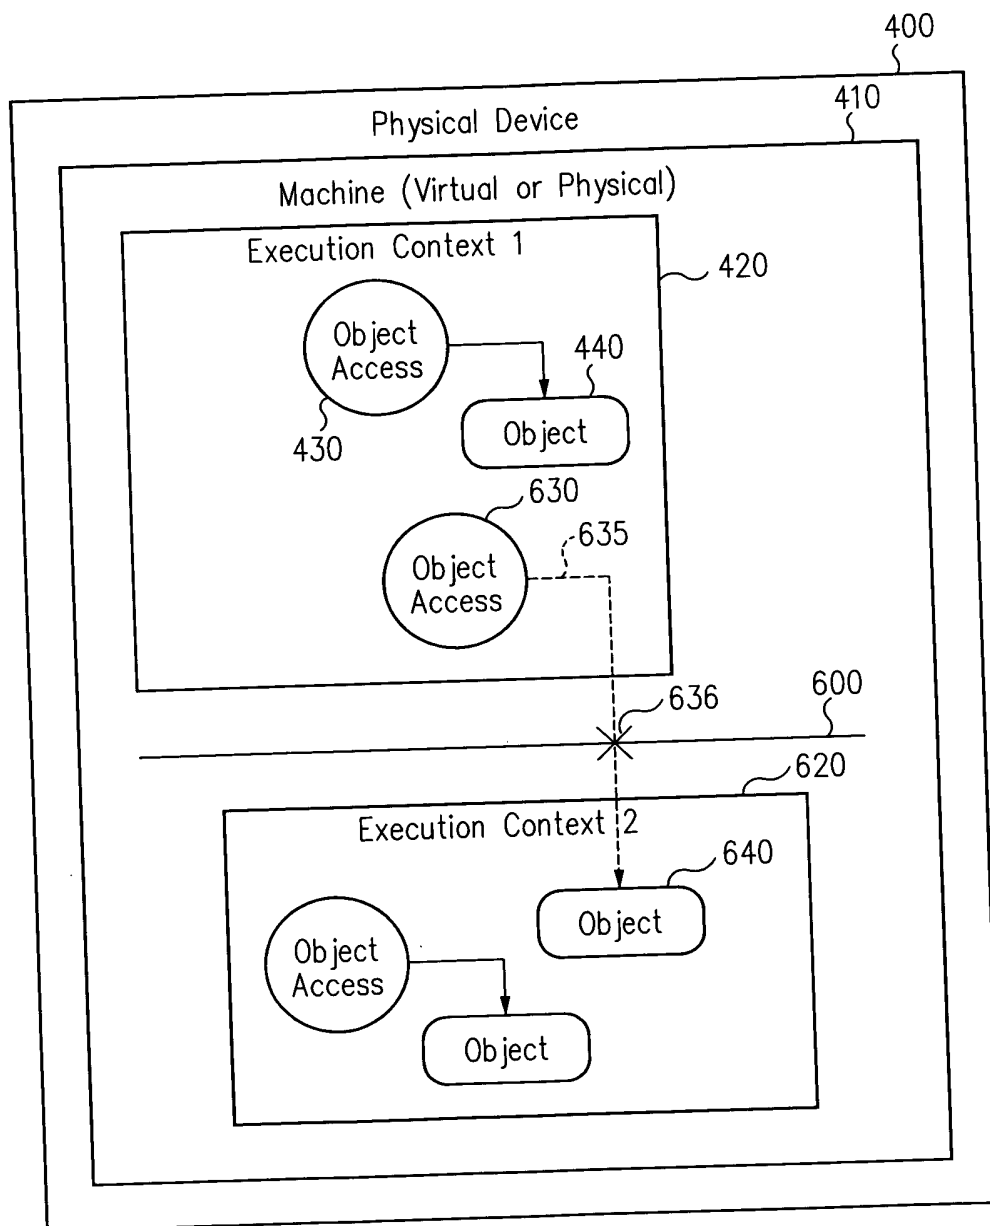 400
Physical Device
410
Machine (Virtual or Physical)
Execution Context 1
420
Object
Access
440
Object
430
630
635
Object
Access
636
600
620
Execution Context 2
640
Object
Object
Access
Object